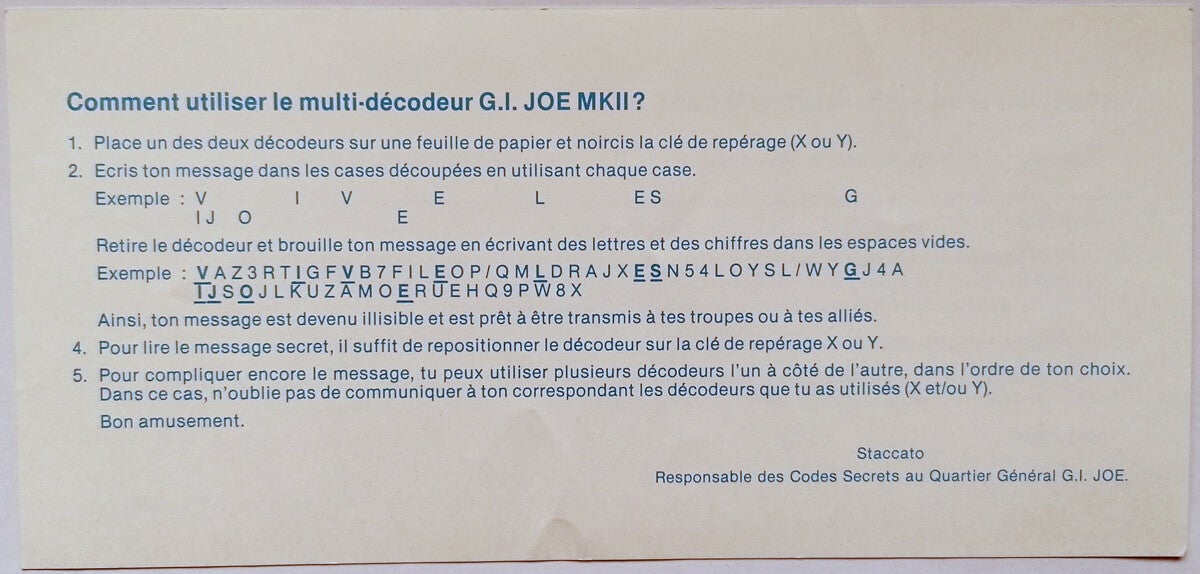 Comment utiliser le multi-décodeur G.I. JOE MKII?
1. Place un des deux décodeurs sur une feuille de papier et noircis la clé de repérage (X ou Y).
2. Ecris ton message dans les cases découpées en utilisant chaque case.
Exemple : V I V E L E S G
I J O E
Retire le décodeur et brouille ton message en écrivant des lettres et des chiffres dans les espaces vides.
Exemple : V A Z 3 R T I G F V B 7 F I L E O P / Q M L D R A J X E S N 5 4 L O Y S L / W Y G J 4 A
I J S O J L K U Z A M O E R U E H Q 9 P W 8 X
Ainsi, ton message est devenu illisible et est prêt à être transmis à tes troupes ou à tes alliés.
4. Pour lire le message secret, il suffit de repositionner le décodeur sur la clé de repérage X ou Y.
5. Pour compliquer encore le message, tu peux utiliser plusieurs décodeurs l'un à côté de l'autre, dans l'ordre de ton choix.
Dans ce cas, n'oublie pas de communiquer à ton correspondant les décodeurs que tu as utilisés (X et/ou Y).
Bon amusement.
Staccato
Responsable des Codes Secrets au Quartier Général G.I. JOE.